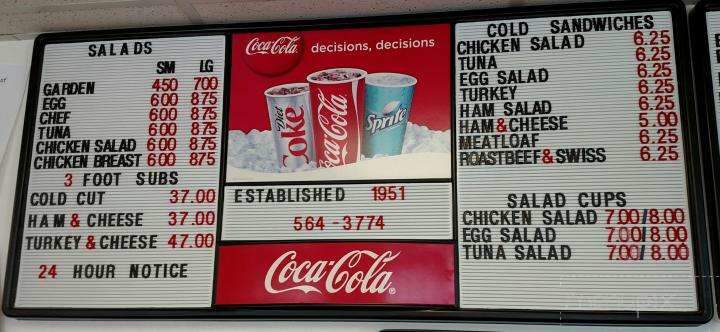 SALADS
SM LG
GARDEN 450 700
EGG 600 875
CHEF 600 875
TUNA 600 875
CHICKEN SALAD 600 875
CHICKEN BREAST 600 875
3 FOOT SUBS
COLD CUT 37.00
HAM & CHEESE 37.00
TURKEY & CHEESE 47.00
24 HOUR NOTICE
Coca-Cola decisions, decisions
Diet Coke
Coca-Cola
Sprite
ESTABLISHED 1951
564-3774
Coca-Cola®
COLD SANDWICHES
CHICKEN SALAD 6.25
TUNA 6.25
EGG SALAD 6.25
TURKEY 6.25
HAM SALAD 6.25
HAM & CHEESE 5.00
MEATLOAF 6.25
ROASTBEEF & SWISS 6.25
SALAD CUPS
CHICKEN SALAD 7.00/8.00
EGG SALAD 7.00/8.00
TUNA SALAD 7.00/8.00